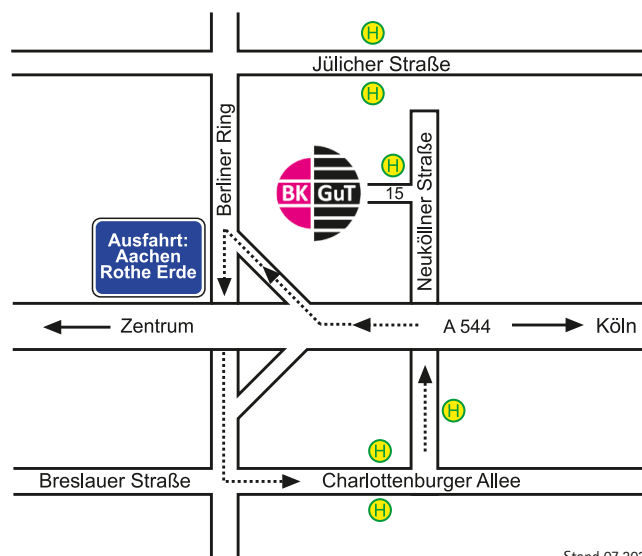 H
Jülicher Straße
H
Berliner Ring
H
BK GuT
15
Neuköllner Straße
Ausfahrt:
Aachen
Rothe Erde
Zentrum
A 544
Köln
H
H
Breslauer Straße
Charlottenburger Allee
H